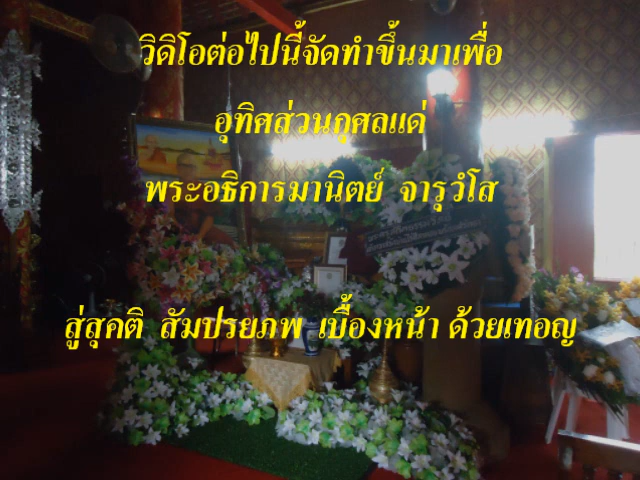 วิดิโอต่อไปนี้จัดทำขึ้นมาเพื่อ
อุทิศส่วนกุศลแด่
พระอธิการมานิตย์ จารุวํโส
สู่สุคติ สัมปรยภพ เบื้องหน้า ด้วยเทอญ